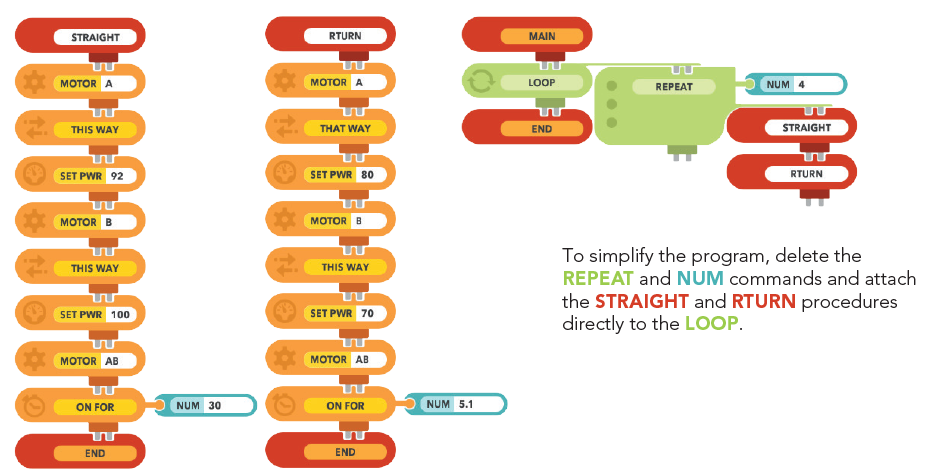 STRAIGHT
MOTOR A
THIS WAY
SET PWR 92
MOTOR B
THIS WAY
SET PWR 100
MOTOR AB
ON FOR NUM 30
END
RTURN
MOTOR A
THAT WAY
SET PWR 80
MOTOR B
THIS WAY
SET PWR 70
MOTOR AB
ON FOR NUM 5.1
END
MAIN
LOOP
END
REPEAT NUM 4
STRAIGHT
RTURN
To simplify the program, delete the
REPEAT and NUM commands and attach
the STRAIGHT and RTURN procedures
directly to the LOOP.